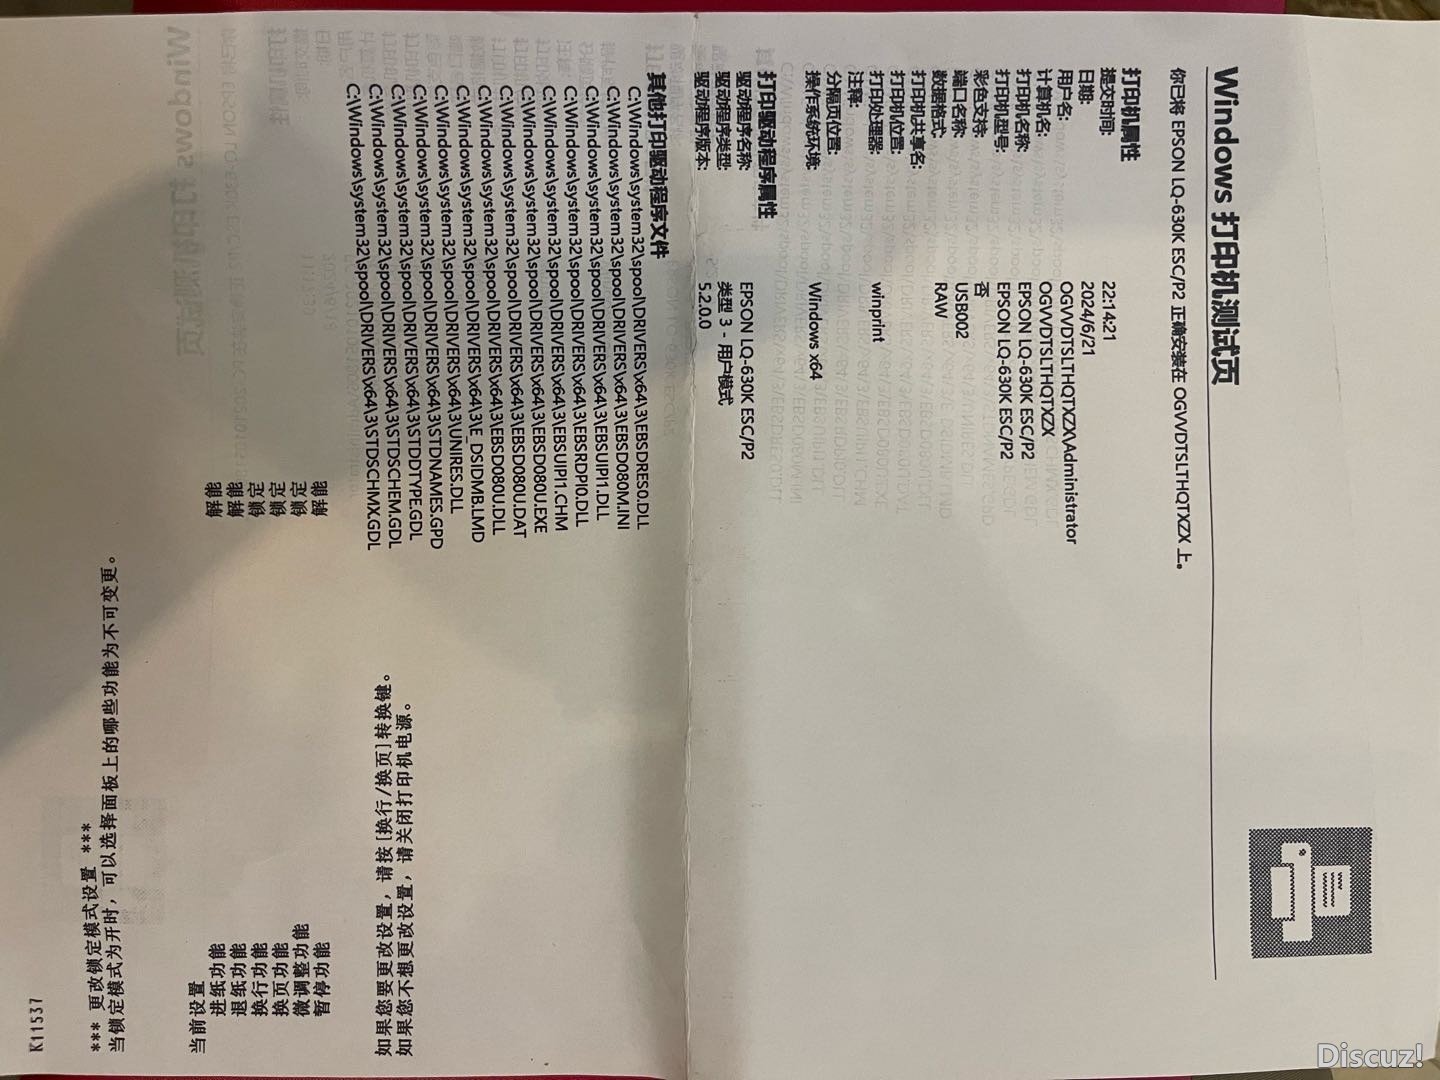 Windows 打印机测试页
你已将 EPSON LQ-630K ESC/P2 正确安装在 OGVVDTSLTHQTXZX 上。
打印机属性
提交时间: 22:14:21
日期: 2024/6/21
用户名: OGVVDTSLTHQTXZX\Administrator
计算机名: OGVVDTSLTHQTXZX
打印机名称: EPSON LQ-630K ESC/P2
打印机型号: EPSON LQ-630K ESC/P2
彩色支持: 否
端口名称: USB002
数据格式: RAW
打印机共享名:
打印机位置:
打印处理器: winprint
注释:
分隔页位置:
操作系统环境: Windows x64
打印驱动程序属性
驱动程序名称: EPSON LQ-630K ESC/P2
驱动程序类型: 类型 3 - 用户模式
驱动程序版本: 5.2.0.0
其他打印驱动程序文件
C:\Windows\system32\spool\DRIVERS\x64\3\EBSDRES0.DLL
C:\Windows\system32\spool\DRIVERS\x64\3\EBSD080M.INI
C:\Windows\system32\spool\DRIVERS\x64\3\EBSUIPI1.DLL
C:\Windows\system32\spool\DRIVERS\x64\3\EBSRDPI0.DLL
C:\Windows\system32\spool\DRIVERS\x64\3\EBSUIPI1.CHM
C:\Windows\system32\spool\DRIVERS\x64\3\EBSD080U.EXE
C:\Windows\system32\spool\DRIVERS\x64\3\EBSD080U.DAT
C:\Windows\system32\spool\DRIVERS\x64\3\EBSD080U.DLL
C:\Windows\system32\spool\DRIVERS\x64\3\E_DSIDMB.LMD
C:\Windows\system32\spool\DRIVERS\x64\3\UNIRES.DLL
C:\Windows\system32\spool\DRIVERS\x64\3\STDNAMES.GPD
C:\Windows\system32\spool\DRIVERS\x64\3\STDDTYPE.GDL
C:\Windows\system32\spool\DRIVERS\x64\3\STDSCHEM.GDL
C:\Windows\system32\spool\DRIVERS\x64\3\STDSCHMX.GDL
K11537
*** 更改锁定模式设置 ***
当锁定模式为开时，可以选择面板上的哪些功能为不可变更。
当前设置
进纸功能 解能
退纸功能 解能
换行功能 锁定
换页功能 锁定
微调整功能 锁定
暂停功能 解能
如果您要更改设置，请按[换行/换页]转换键。
如果您不想更改设置，请关闭打印机电源。
Discuz!